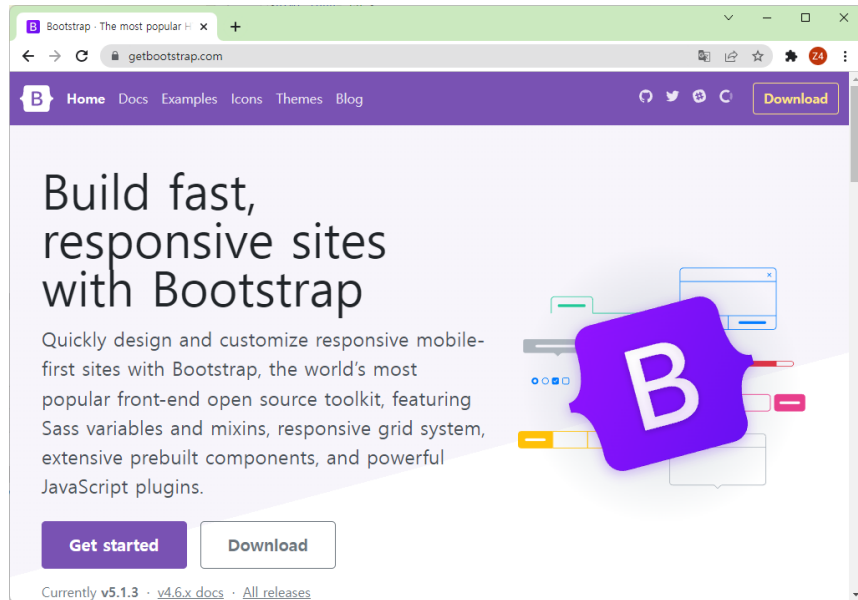 B Bootstrap · The most popular H
getbootstrap.com
Z4
B Home Docs Examples Icons Themes Blog
Download
Build fast,
responsive sites
with Bootstrap
Quickly design and customize responsive mobile-
first sites with Bootstrap, the world's most
popular front-end open source toolkit, featuring
Sass variables and mixins, responsive grid system,
extensive prebuilt components, and powerful
JavaScript plugins.
B
Get started
Download
Currently v5.1.3 · v4.6.x docs · All releases